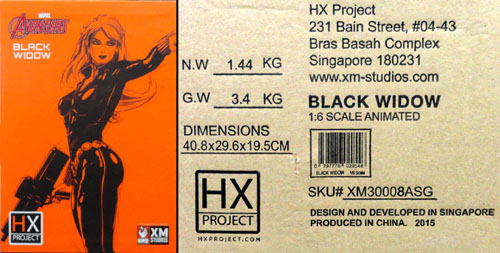 MARVEL
AVENGERS
BLACK
WIDOW
HX
PROJECT
XM
STUDIOS
N.W 1.44 KG
G.W 3.4 KG
DIMENSIONS
40.8x29.6x19.5CM
HX
PROJECT
HXPROJECT.COM
HX Project
231 Bain Street, #04-43
Bras Basah Complex
Singapore 180231
www.xm-studios.com
BLACK WIDOW
1:6 SCALE ANIMATED
BLACK WIDOW 1/6 Scale
SKU# XM30008ASG
DESIGN AND DEVELOPED IN SINGAPORE
PRODUCED IN CHINA. 2015